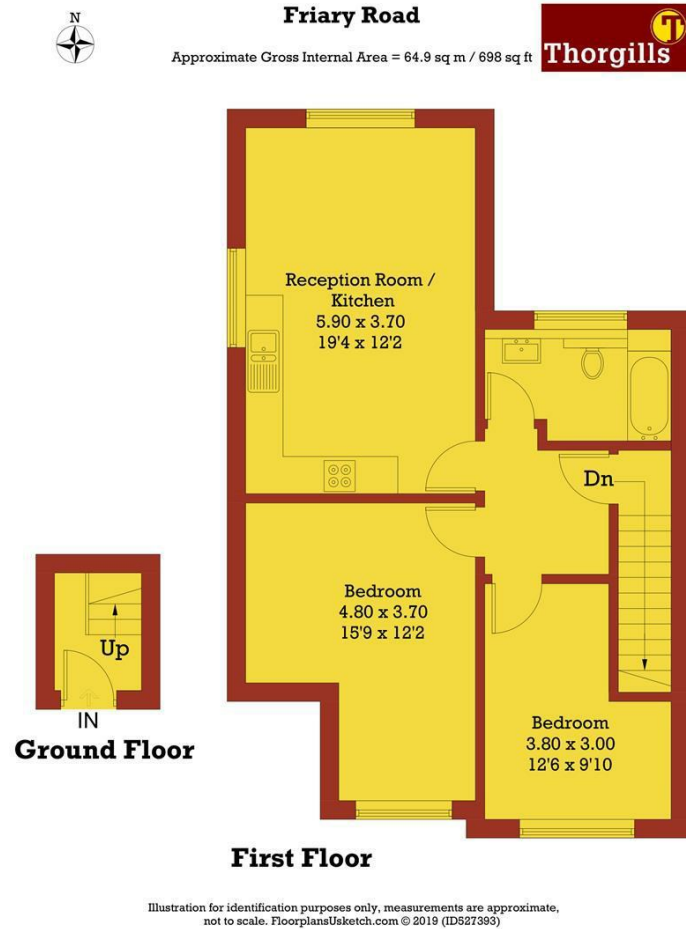 N
Friary Road
Approximate Gross Internal Area = 64.9 sq m / 698 sq ft
T
Thorgills
Reception Room /
Kitchen
5.90 x 3.70
19'4 x 12'2
Dn
Bedroom
4.80 x 3.70
15'9 x 12'2
Up
IN
Ground Floor
Bedroom
3.80 x 3.00
12'6 x 9'10
First Floor
Illustration for identification purposes only, measurements are approximate,
not to scale. FloorplansUsketch.com © 2019 (ID527393)